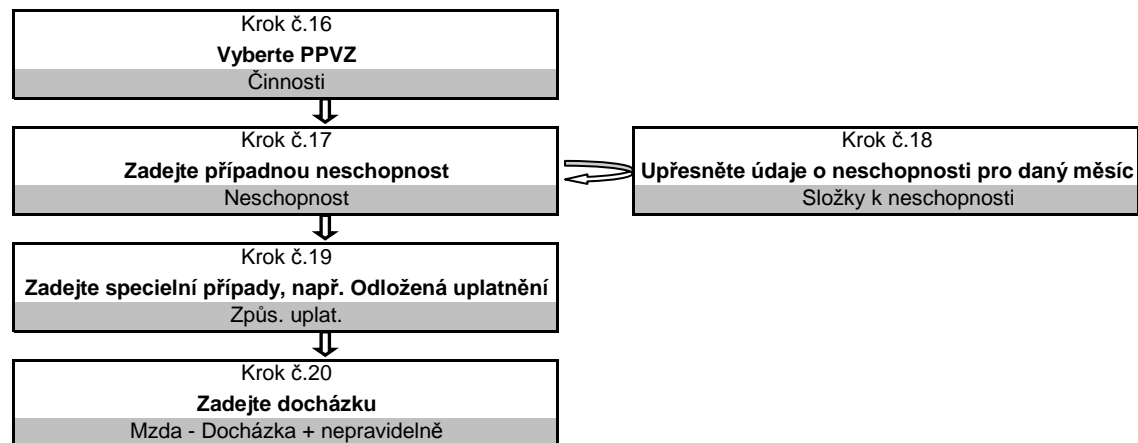 Krok č.16
Vyberte PPVZ
Činnosti
Krok č.17
Zadejte případnou neschopnost
Neschopnost
Krok č.18
Upřesněte údaje o neschopnosti pro daný měsíc
Složky k neschopnosti
Krok č.19
Zadejte specielní případy, např. Odložená uplatnění
Způs. uplat.
Krok č.20
Zadejte docházku
Mzda - Docházka + nepravidelně